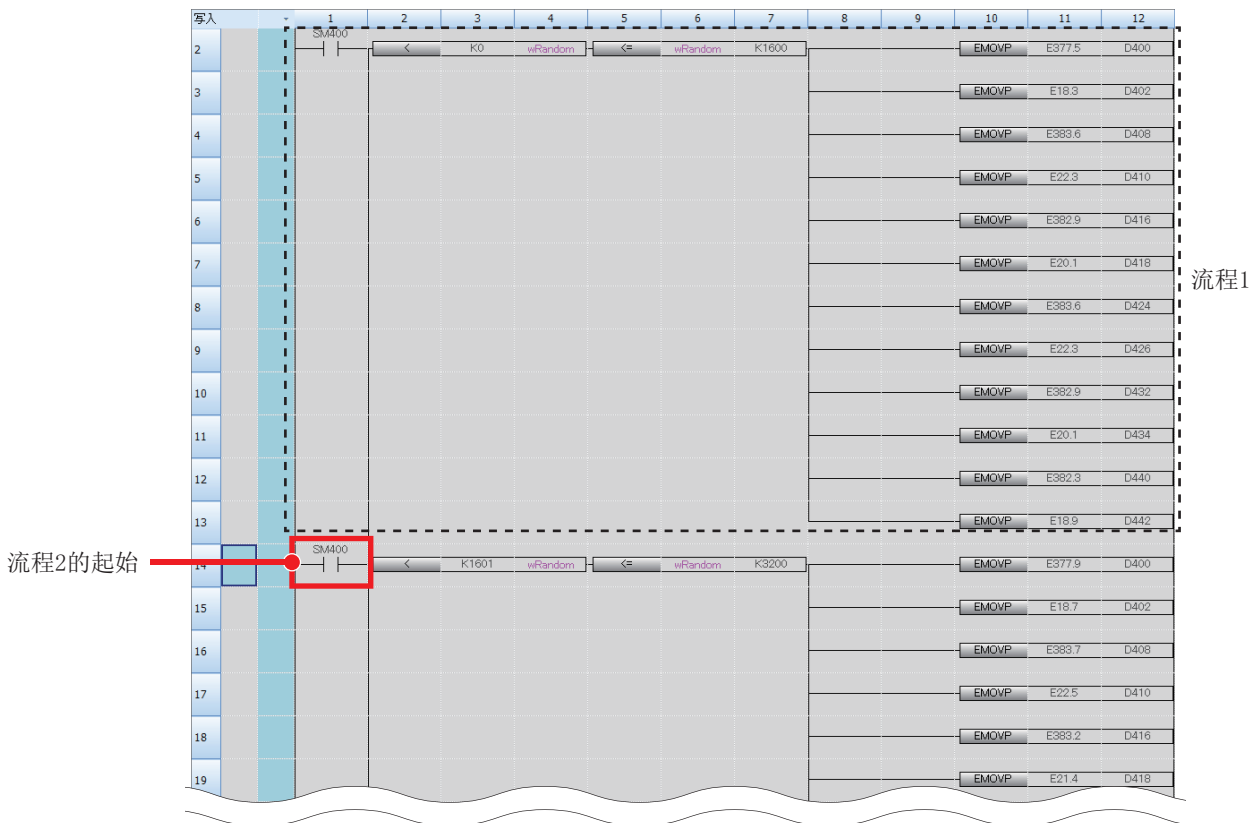 写入 1 2 3 4 5 6 7 8 9 10 11 12
SM400
2 < K0 wRandom <= wRandom K1600 EMOVP E377.5 D400
3 EMOVP E18.3 D402
4 EMOVP E383.6 D408
5 EMOVP E22.3 D410
6 EMOVP E382.9 D416
7 EMOVP E20.1 D418
流程1
8 EMOVP E383.6 D424
9 EMOVP E22.3 D426
10 EMOVP E382.9 D432
11 EMOVP E20.1 D434
12 EMOVP E382.3 D440
13 EMOVP E18.9 D442
SM400
流程2的起始
14 < K1601 wRandom <= wRandom K3200 EMOVP E377.9 D400
15 EMOVP E18.7 D402
16 EMOVP E383.7 D408
17 EMOVP E22.5 D410
18 EMOVP E383.2 D416
19 EMOVP E21.4 D418